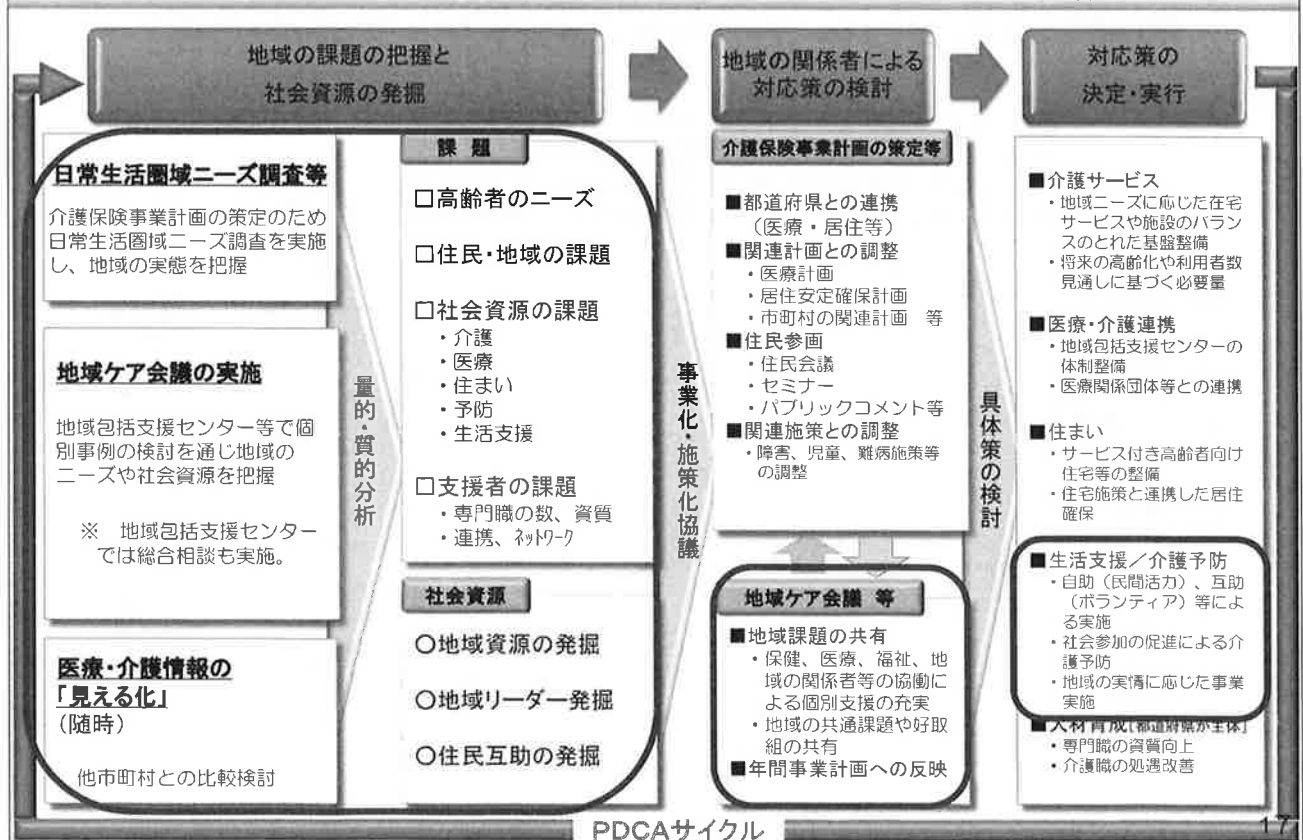 地域の課題の把握と
社会資源の発掘
地域の関係者による
対応策の検討
対応策の
決定・実行
日常生活圏域ニーズ調査等
介護保険事業計画の策定のため
日常生活圏域ニーズ調査を実施
し、地域の実態を把握
地域ケア会議の実施
地域包括支援センター等で個
別事例の検討を通じ地域の
ニーズや社会資源を把握
※ 地域包括支援センター
では総合相談も実施。
医療・介護情報の
「見える化」
(随時)
他市町村との比較検討
量的・質的分析
課題
□高齢者のニーズ
□住民・地域の課題
□社会資源の課題
・介護
・医療
・住まい
・予防
・生活支援
□支援者の課題
・専門職の数、資質
・連携、ネットワーク
社会資源
○地域資源の発掘
○地域リーダー発掘
○住民互助の発掘
事業化・施策化協議
介護保険事業計画の策定等
■都道府県との連携
(医療・居住等)
■関連計画との調整
・医療計画
・居住安定確保計画
・市町村の関連計画 等
■住民参画
・住民会議
・セミナー
・パブリックコメント等
■関連施策との調整
・障害、児童、難病施策等
の調整
地域ケア会議 等
■地域課題の共有
・保健、医療、福祉、地
域の関係者等の協働に
よる個別支援の充実
・地域の共通課題や好取
組の共有
■年間事業計画への反映
具体策の検討
■介護サービス
・地域ニーズに応じた在宅
サービスや施設のバラン
スのとれた基盤整備
・将来の高齢化や利用者数
見通しに基づく必要量
■医療・介護連携
・地域包括支援センターの
体制整備
・医療関係団体等との連携
■住まい
・サービス付き高齢者向け
住宅等の整備
・住宅施策と連携した居住
確保
■生活支援／介護予防
・自助（民間活力）、互助
（ボランティア）等によ
る実施
・社会参加の促進による介
護予防
・地域の実情に応じた事業
実施
■人材育成[都道府県が主体]
・専門職の資質向上
・介護職の処遇改善
PDCAサイクル
17